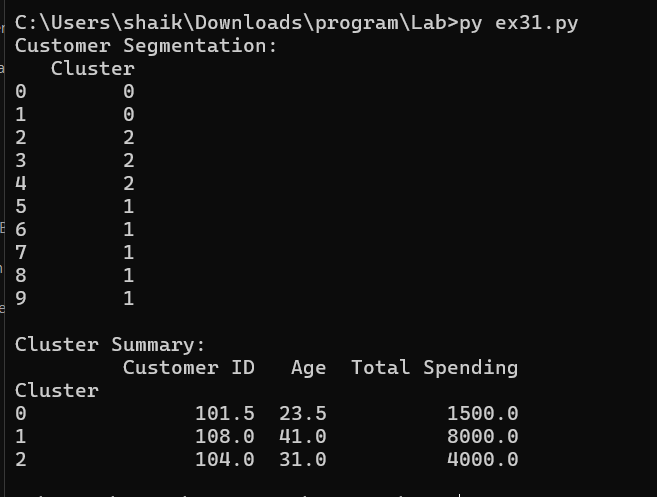 C:\Users\shaik\Downloads\program\Lab>py ex31.py
Customer Segmentation:
   Cluster
0        0
1        0
2        2
3        2
4        2
5        1
6        1
7        1
8        1
9        1

Cluster Summary:
         Customer ID   Age  Total Spending
Cluster
0              101.5  23.5          1500.0
1              108.0  41.0          8000.0
2              104.0  31.0          4000.0